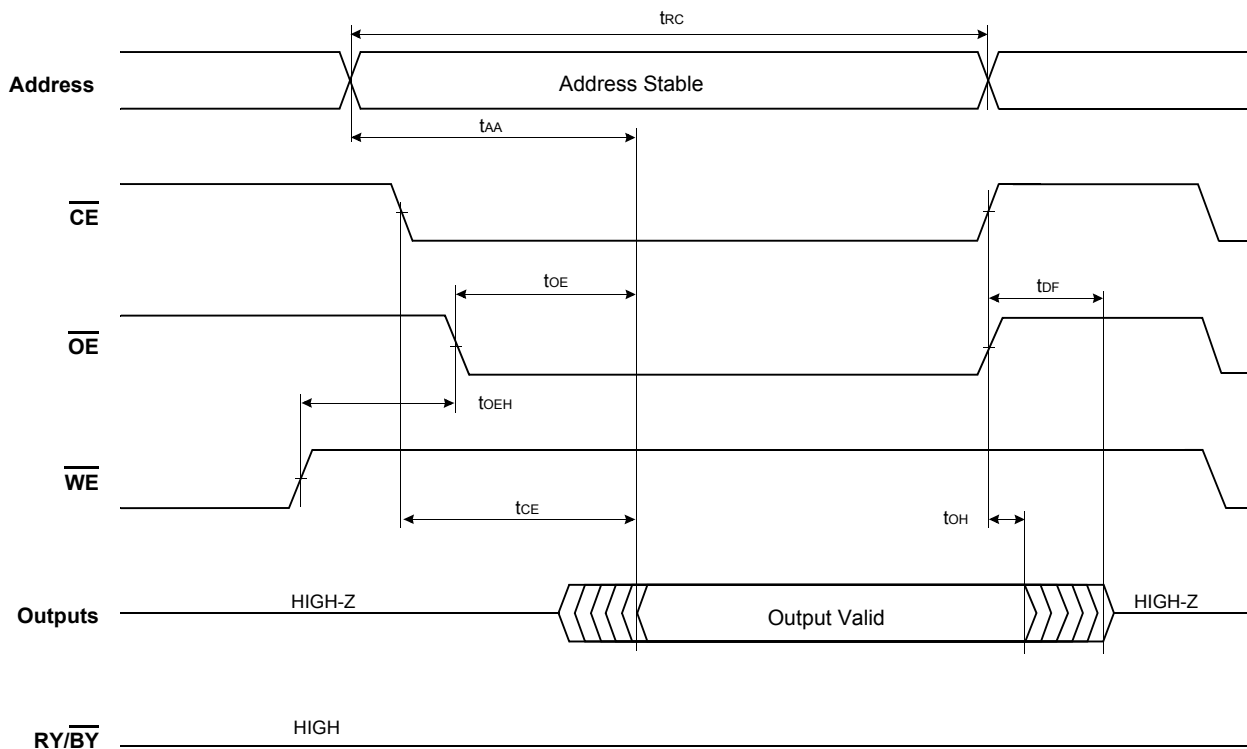 tRC
Address
Address Stable
tAA
CE
tOE
tDF
OE
tOEH
WE
tCE
tOH
Outputs
HIGH-Z
Output Valid
HIGH-Z
RY/BY
HIGH